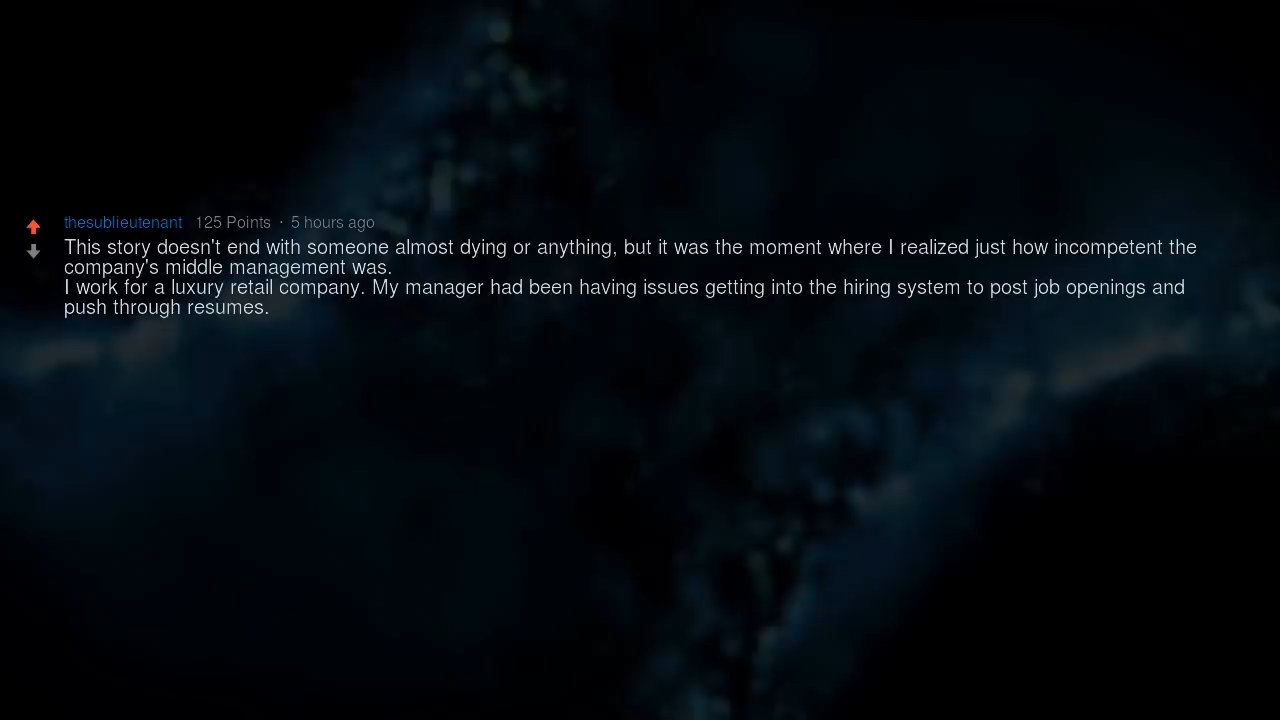 thesublieutenant 125 Points · 5 hours ago
This story doesn't end with someone almost dying or anything, but it was the moment where I realized just how incompetent the
company's middle management was.
I work for a luxury retail company. My manager had been having issues getting into the hiring system to post job openings and
push through resumes.